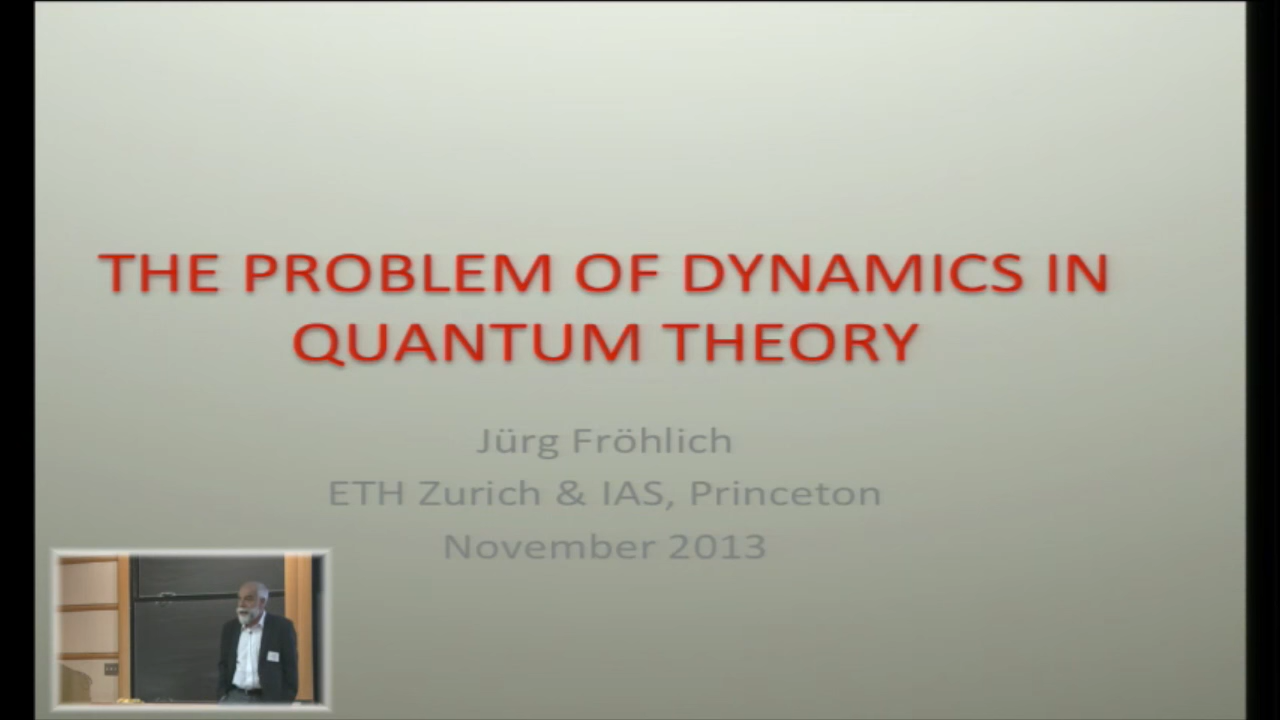 THE PROBLEM OF DYNAMICS IN
QUANTUM THEORY
Jürg Fröhlich
ETH Zurich & IAS, Princeton
November 2013